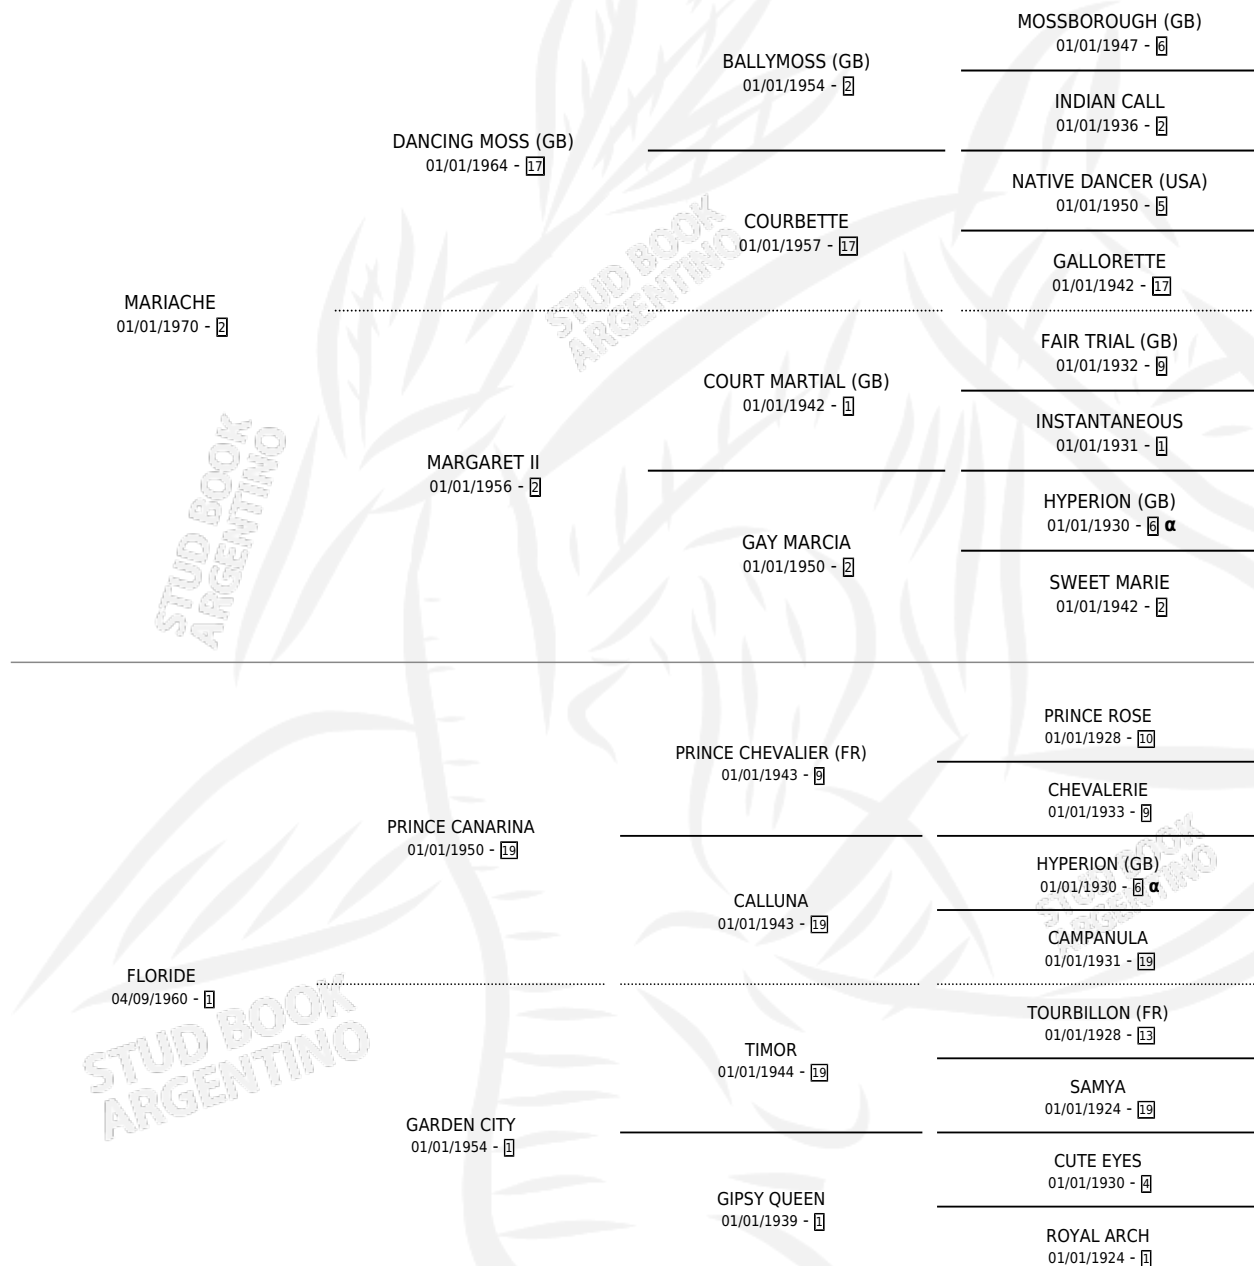 MOSSBOROUGH (GB)
01/01/1947 - 6
BALLYMOSS (GB)
01/01/1954 - 2
INDIAN CALL
01/01/1936 - 2
DANCING MOSS (GB)
01/01/1964 - 17
NATIVE DANCER (USA)
01/01/1950 - 5
COURBETTE
01/01/1957 - 17
GALLORETTE
01/01/1942 - 17
MARIACHE
01/01/1970 - 2
FAIR TRIAL (GB)
01/01/1932 - 9
COURT MARTIAL (GB)
01/01/1942 - 1
INSTANTANEOUS
01/01/1931 - 1
MARGARET II
01/01/1956 - 2
HYPERION (GB)
01/01/1930 - 6 α
GAY MARCIA
01/01/1950 - 2
SWEET MARIE
01/01/1942 - 2
PRINCE ROSE
01/01/1928 - 10
PRINCE CHEVALIER (FR)
01/01/1943 - 9
CHEVALERIE
01/01/1933 - 9
PRINCE CANARINA
01/01/1950 - 19
HYPERION (GB)
01/01/1930 - 6 α
CALLUNA
01/01/1943 - 19
CAMPANULA
01/01/1931 - 19
FLORIDE
04/09/1960 - 1
TOURBILLON (FR)
01/01/1928 - 13
TIMOR
01/01/1944 - 19
SAMYA
01/01/1924 - 19
GARDEN CITY
01/01/1954 - 1
CUTE EYES
01/01/1930 - 4
GIPSY QUEEN
01/01/1939 - 1
ROYAL ARCH
01/01/1924 - 1
STUD BOOK
ARGENTINO
STUD BOOK
ARGENTINO
STUD BOOK
ARGENTINO
STUD BOOK
ARGENTINO